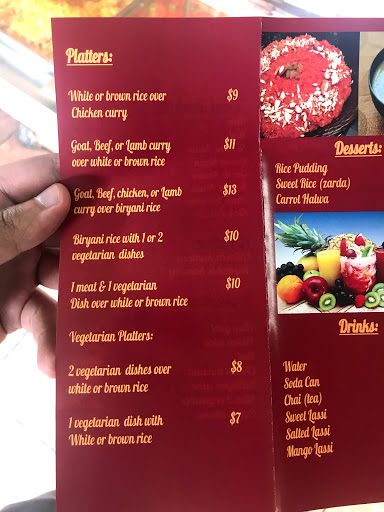 Platters:
White or brown rice over $9
Chicken curry
Goat, Beef, or Lamb curry $11
over white or brown rice
Goat, Beef, chicken, or Lamb $13
curry over biryani rice
Biryani rice with 1 or 2 $10
vegetarian dishes
1 meat & 1 vegetarian $10
Dish over white or brown rice
Vegetarian Platters:
2 vegetarian dishes over $8
white or brown rice
1 vegetarian dish with $7
White or brown rice
Desserts:
Rice Pudding
Sweet Rice (zarda)
Carrot Halwa
Drinks:
Water
Soda Can
Chai (tea)
Sweet Lassi
Salted Lassi
Mango Lassi